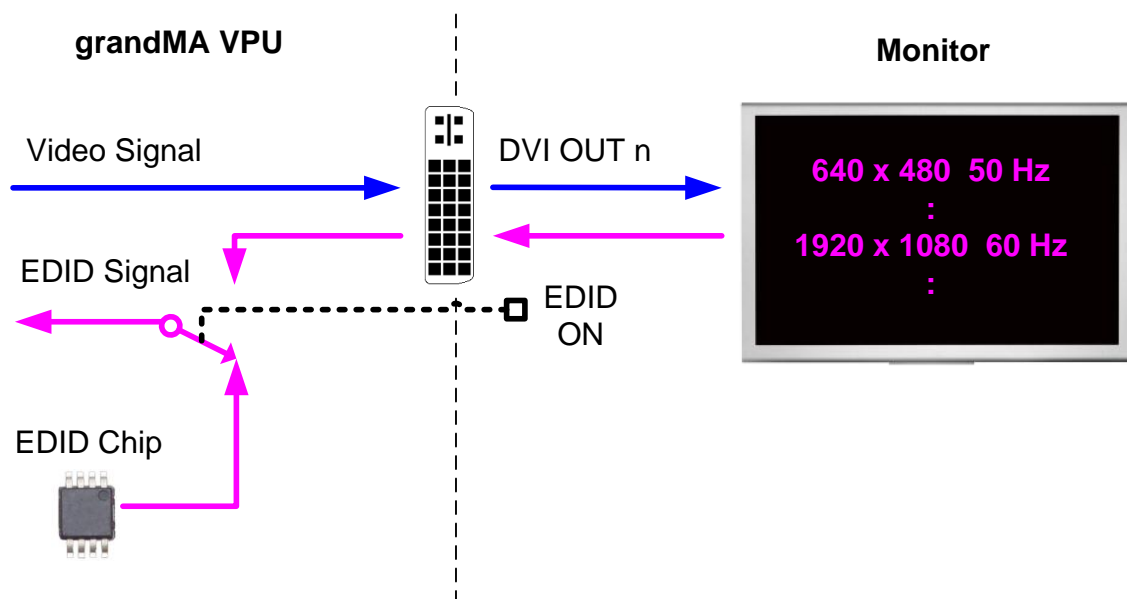 grandMA VPU
Monitor
Video Signal
DVI OUT n
640 x 480  50 Hz
:
1920 x 1080  60 Hz
:
EDID Signal
EDID
ON
EDID Chip